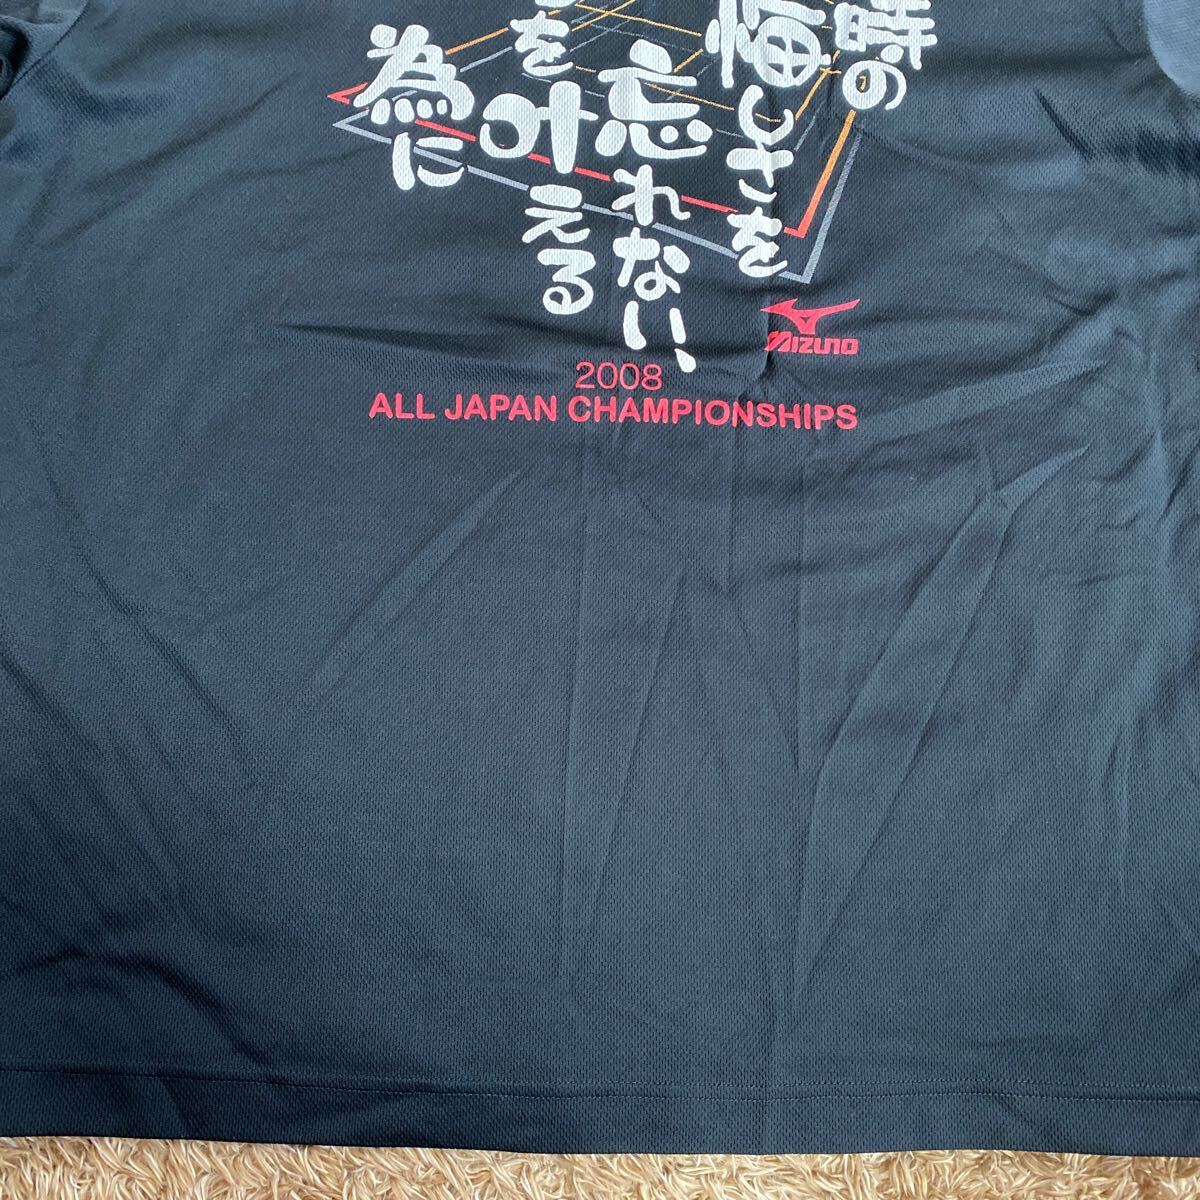 時の
悔しさを
忘れない、
を叶える
為に
MIZUNO
2008
ALL JAPAN CHAMPIONSHIPS